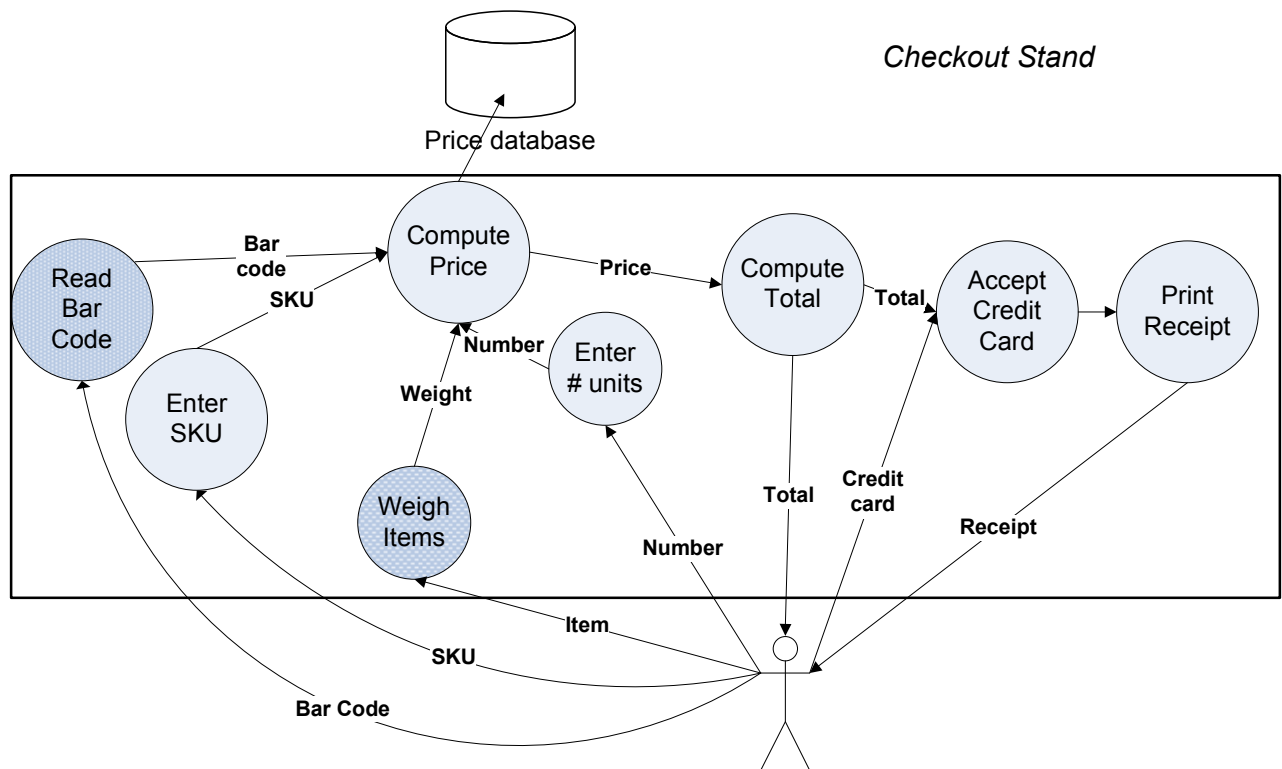 Checkout Stand
Price database
Compute
Price
Bar
code
Read
Bar
Code
SKU
Price
Compute
Total
Total
Accept
Credit
Card
Print
Receipt
Number
Enter
# units
Weight
Enter
SKU
Weigh
Items
Total
Credit
card
Receipt
Number
Item
SKU
Bar Code